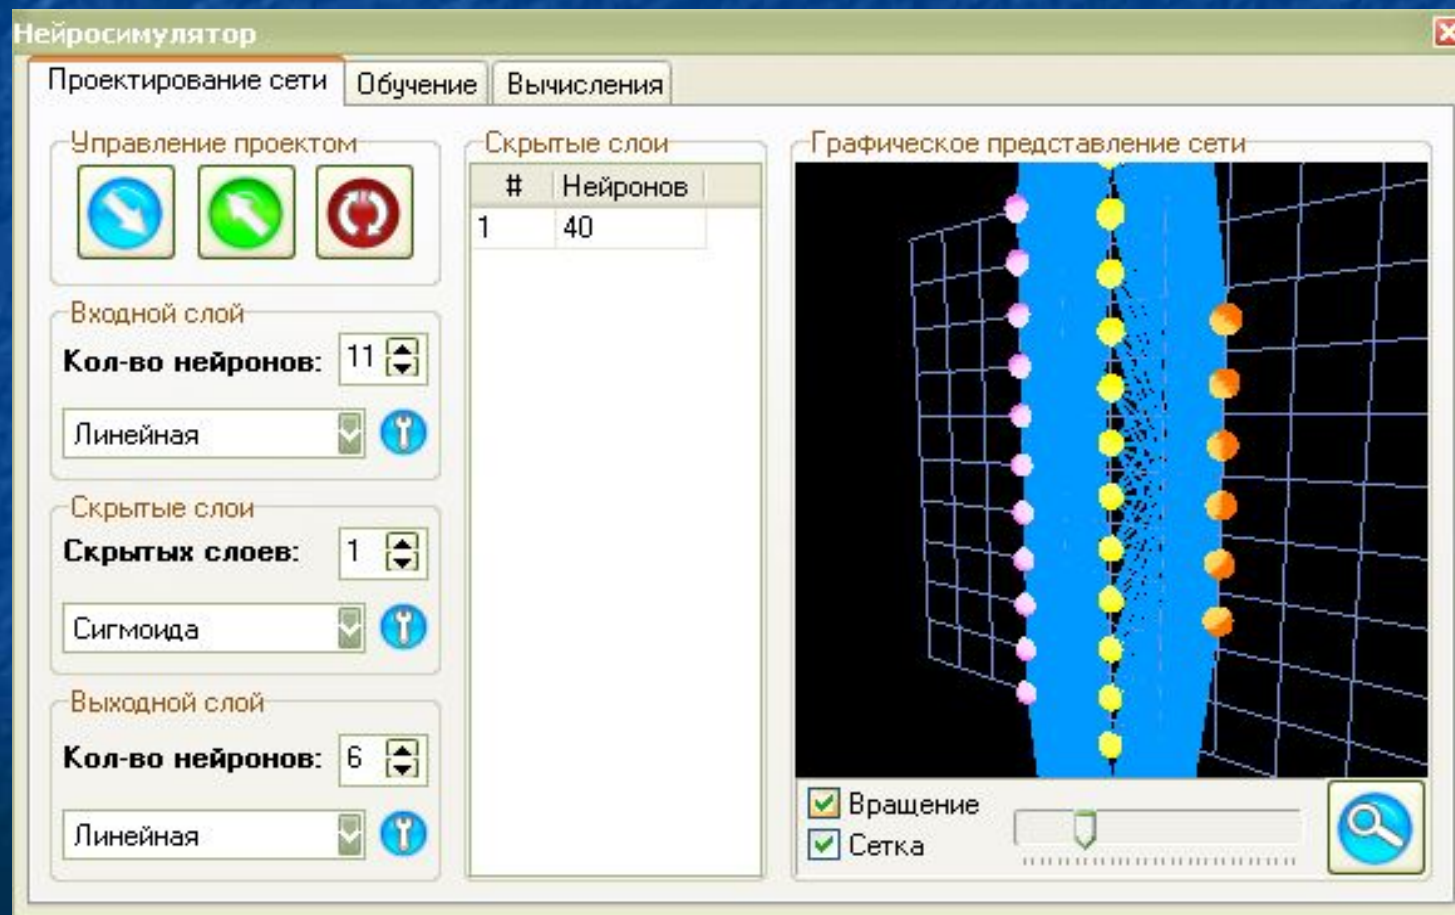 Нейросимулятор
Проектирование сети Обучение Вычисления
Управление проектом
Входной слой
Кол-во нейронов: 11
Линейная
Скрытые слои
Скрытых слоев: 1
Сигмоида
Выходной слой
Кол-во нейронов: 6
Линейная
Скрытые слои
# Нейронов
1 40
Графическое представление сети
Вращение
Сетка